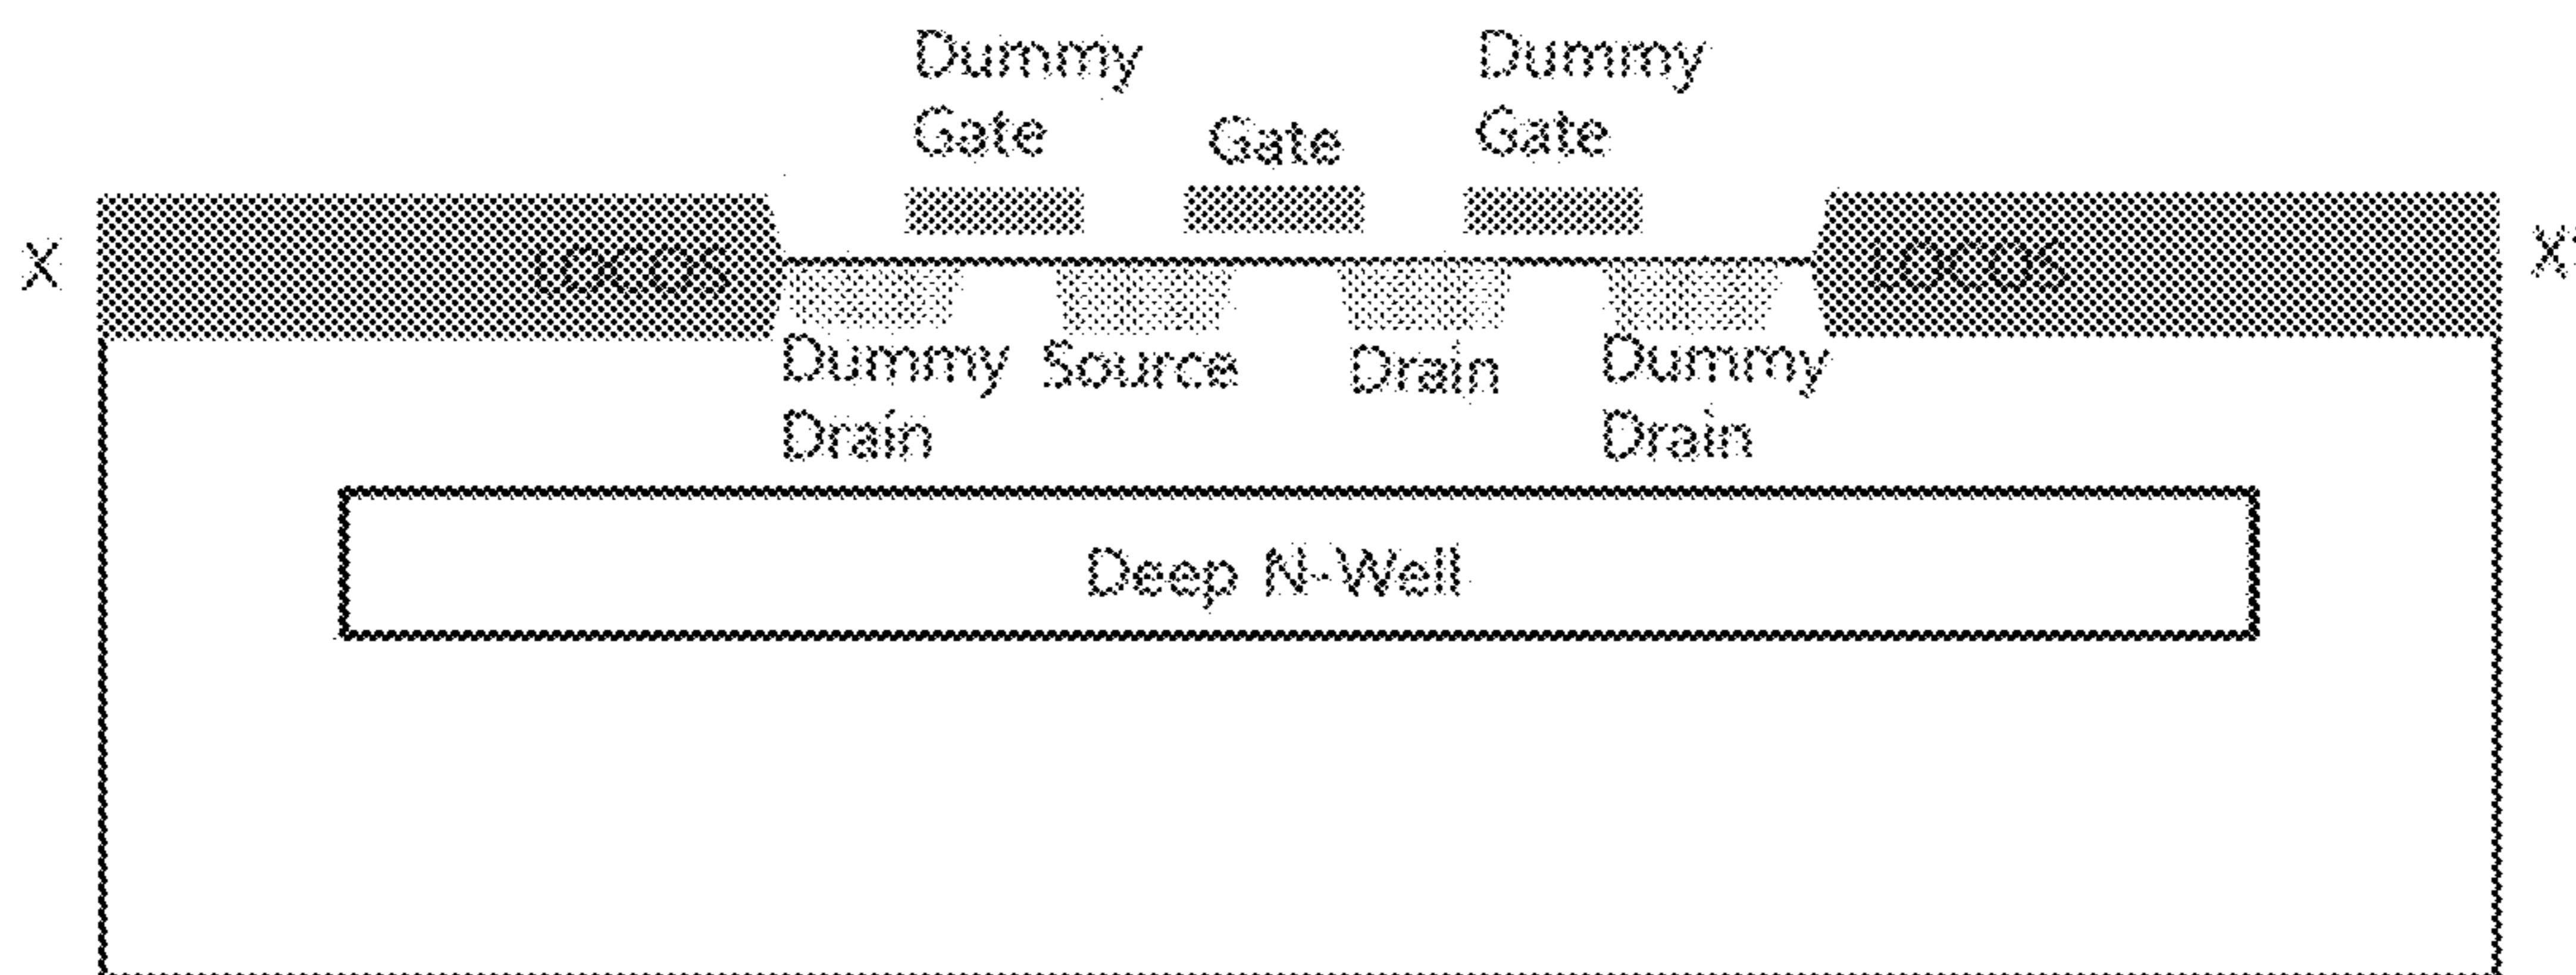 Dummy Gate
Gate
Dummy Gate
X
LOCOS
LOCOS
X'
Dummy Drain
Source
Drain
Dummy Drain
Deep N-Well